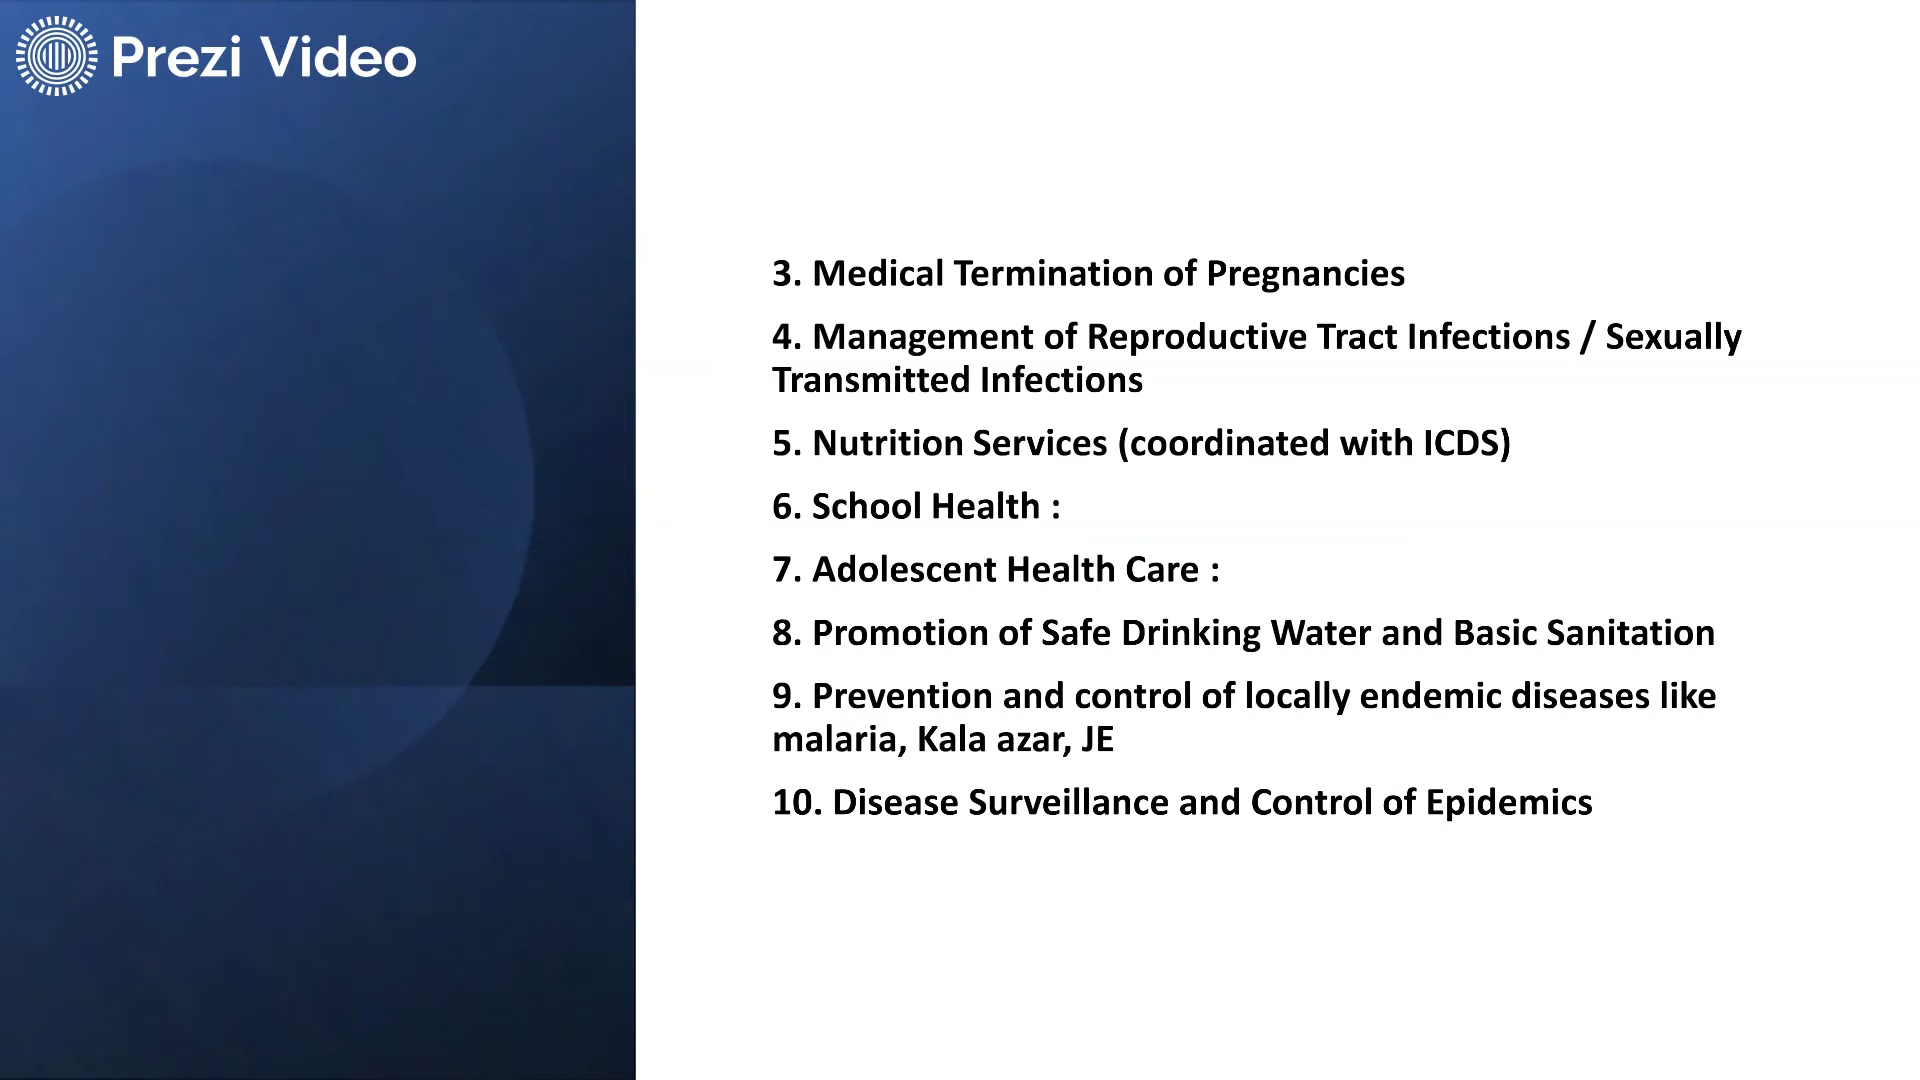 Prezi Video
3. Medical Termination of Pregnancies
4. Management of Reproductive Tract Infections / Sexually
Transmitted Infections
5. Nutrition Services (coordinated with ICDS)
6. School Health :
7. Adolescent Health Care :
8. Promotion of Safe Drinking Water and Basic Sanitation
9. Prevention and control of locally endemic diseases like
malaria, Kala azar, JE
10. Disease Surveillance and Control of Epidemics